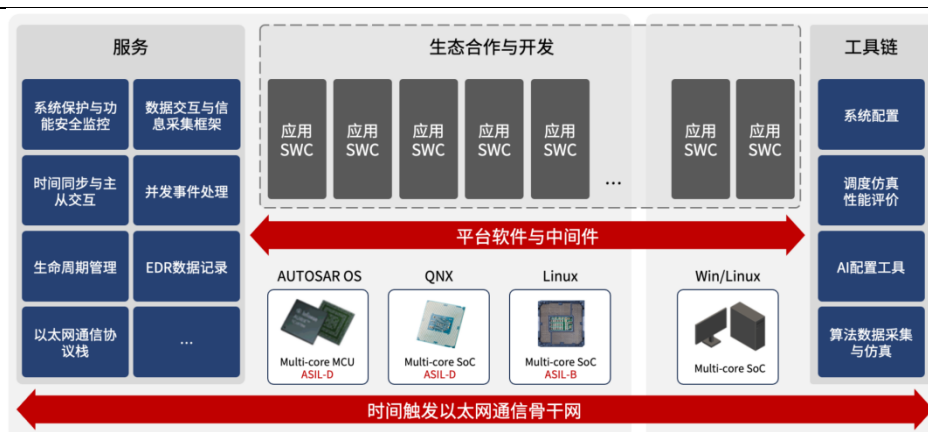 服务
系统保护与功
能安全监控
数据交互与信
息采集框架
时间同步与主
从交互
并发事件处理
生命周期管理
EDR数据记录
以太网通信协
议栈
...
生态合作与开发
应用
SWC
应用
SWC
应用
SWC
应用
SWC
应用
SWC
...
应用
SWC
应用
SWC
平台软件与中间件
AUTOSAR OS
Multi-core MCU
ASIL-D
QNX
Multi-core SoC
ASIL-D
Linux
Multi-core SoC
ASIL-B
Win/Linux
Multi-core SoC
工具链
系统配置
调度仿真
性能评价
AI配置工具
算法数据采集
与仿真
时间触发以太网通信骨干网